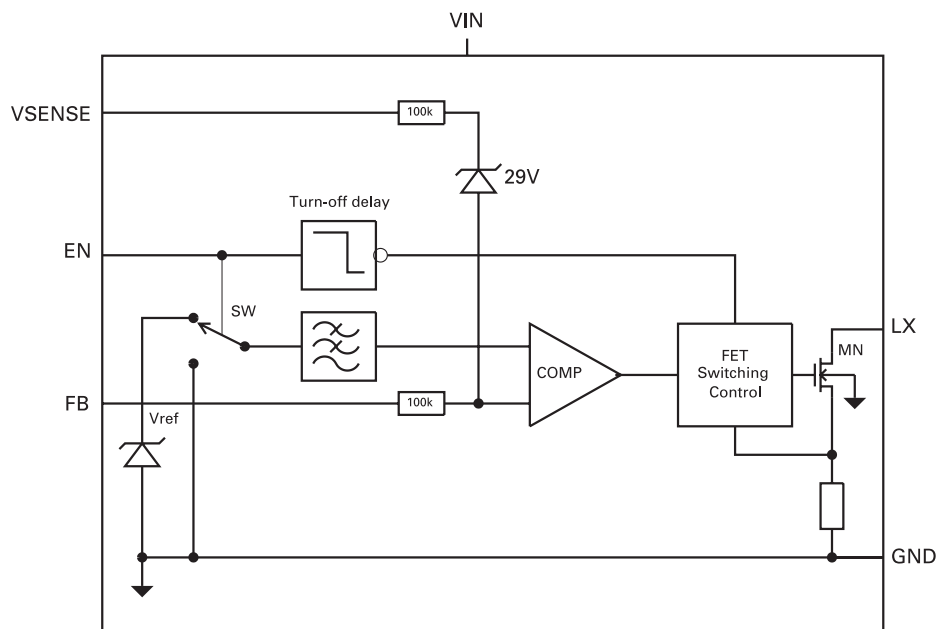 VIN
VSENSE
100k
29V
Turn-off delay
EN
SW
LX
MN
FET
Switching
Control
COMP
FB
100k
Vref
GND